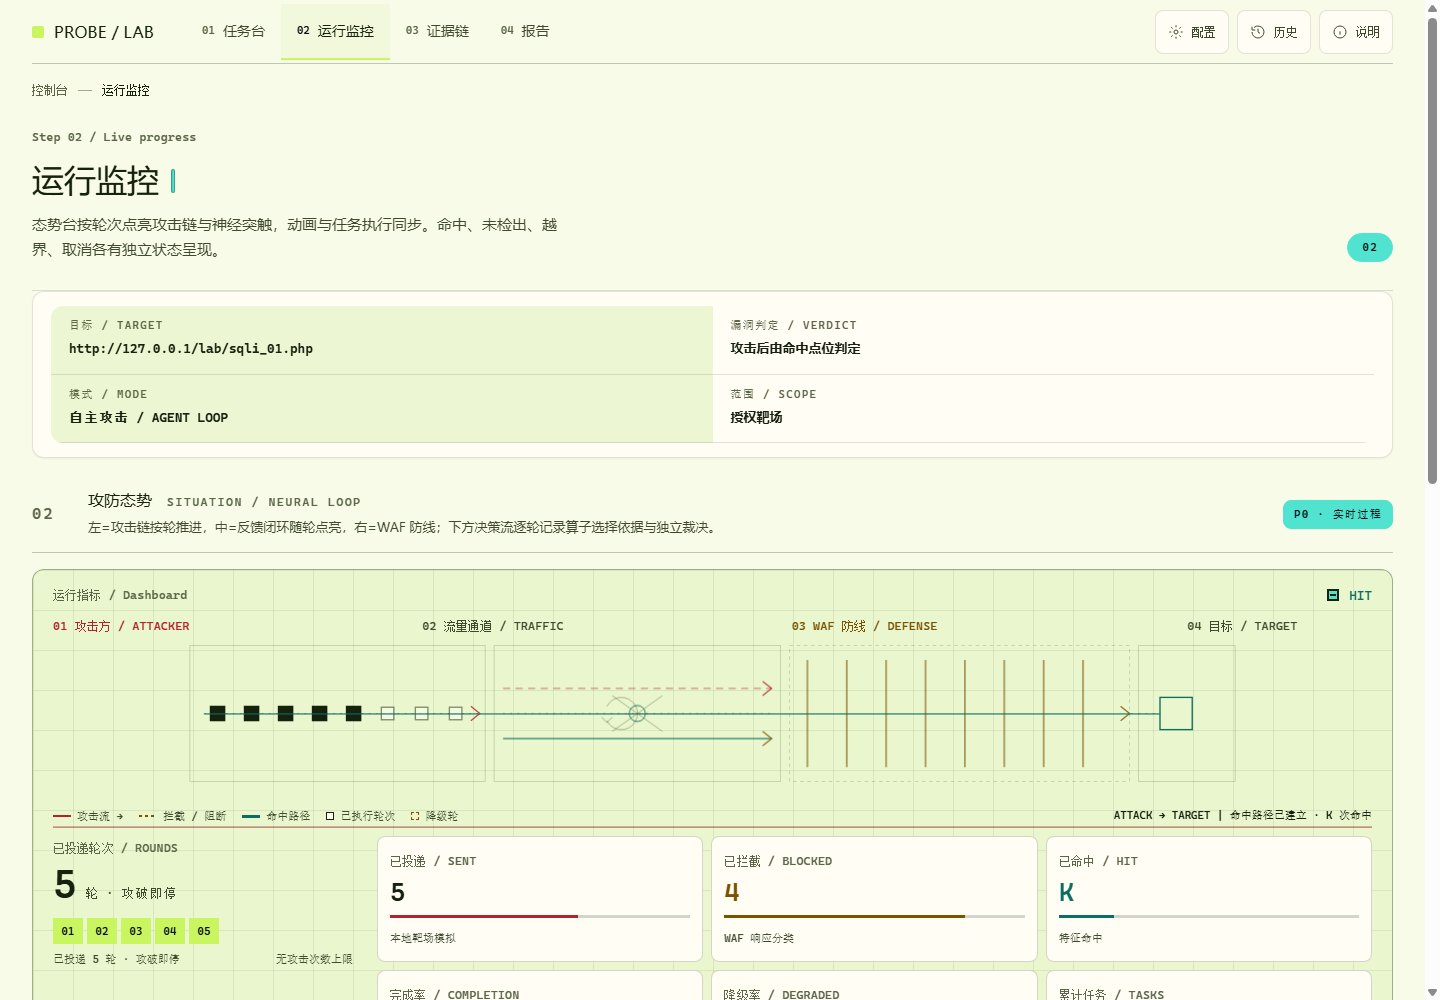 PROBE / LAB
01 任务台
02 运行监控
03 证据链
04 报告
配置
历史
说明
控制台 — 运行监控
Step 02 / Live progress
运行监控
态势台按轮次点亮攻击链与神经突触，动画与任务执行同步。命中、未检出、越
界、取消各有独立状态呈现。
02
目标 / TARGET
http://127.0.0.1/lab/sqli_01.php
漏洞判定 / VERDICT
攻击后由命中点位判定
模式 / MODE
自主攻击 / AGENT LOOP
范围 / SCOPE
授权靶场
02
攻防态势 SITUATION / NEURAL LOOP
左=攻击链按轮推进，中=反馈闭环随轮点亮，右=WAF 防线；下方决策流逐轮记录算子选择依据与独立裁决。
P0 · 实时过程
运行指标 / Dashboard
HIT
01 攻击方 / ATTACKER
02 流量通道 / TRAFFIC
03 WAF 防线 / DEFENSE
04 目标 / TARGET
攻击流 →
拦截 / 阻断
命中路径
已执行轮次
降级轮
ATTACK → TARGET | 命中路径已建立 · K 次命中
已投递轮次 / ROUNDS
5 轮 · 攻破即停
01 02 03 04 05
已投递 5 轮 · 攻破即停
无攻击次数上限
已投递 / SENT
5
本地靶场模拟
已拦截 / BLOCKED
4
WAF 响应分类
已命中 / HIT
K
特征命中
完成率 / COMPLETION
降级率 / DEGRADED
累计任务 / TASKS